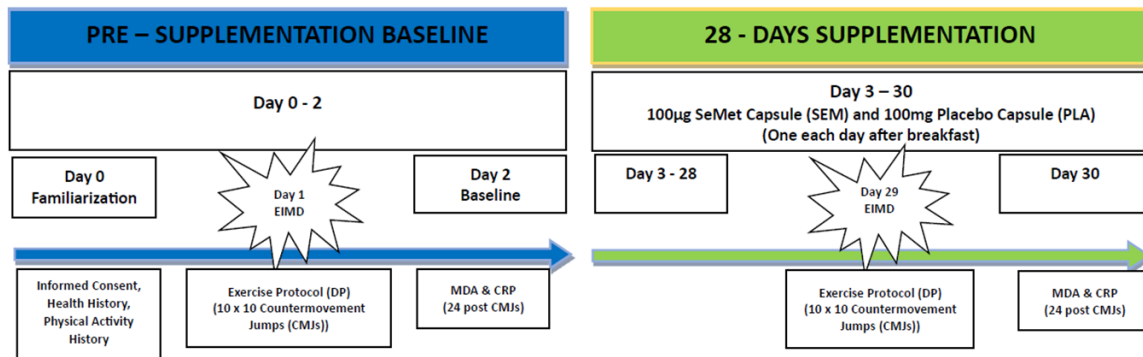 PRE – SUPPLEMENTATION BASELINE
Day 0 - 2
Day 0
Familiarization
Day 1
EIMD
Day 2
Baseline
Informed Consent,
Health History,
Physical Activity
History
Exercise Protocol (DP)
(10 x 10 Countermovement
Jumps (CMJs))
MDA & CRP
(24 post CMJs)
28 - DAYS SUPPLEMENTATION
Day 3 – 30
100µg SeMet Capsule (SEM) and 100mg Placebo Capsule (PLA)
(One each day after breakfast)
Day 3 - 28
Day 29
EIMD
Day 30
Exercise Protocol (DP)
(10 x 10 Countermovement
Jumps (CMJs))
MDA & CRP
(24 post CMJs)